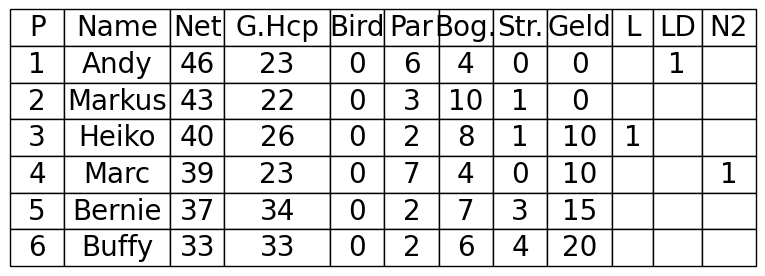 P Name Net G.Hcp Bird Par Bog. Str. Geld L LD N2
1 Andy 46 23 0 6 4 0 0 1
2 Markus 43 22 0 3 10 1 0
3 Heiko 40 26 0 2 8 1 10 1
4 Marc 39 23 0 7 4 0 10 1
5 Bernie 37 34 0 2 7 3 15
6 Buffy 33 33 0 2 6 4 20